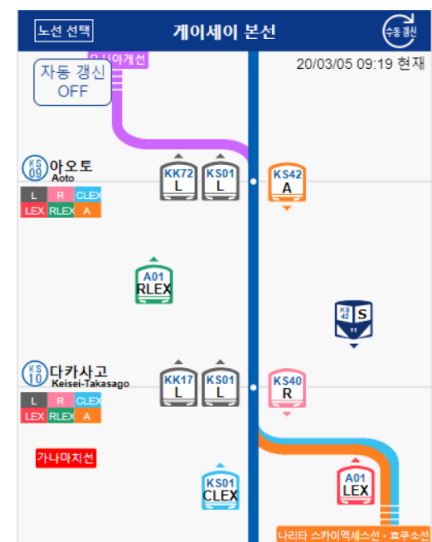 노선 선택
게이세이 본선
수동 갱신
자동 갱신
OFF
20/03/05 09:19 현재
KS
09
아오토
Aoto
L R CLEX
LEX RLEX A
KK72
L
KS01
L
KS42
A
A01
RLEX
KS
42
S
KS
10
다카사고
Keisei-Takasago
L R CLEX
LEX RLEX A
KK17
L
KS01
L
KS40
R
가나마치선
KS01
CLEX
A01
LEX
나리타 스카이액세스선・호쿠소선